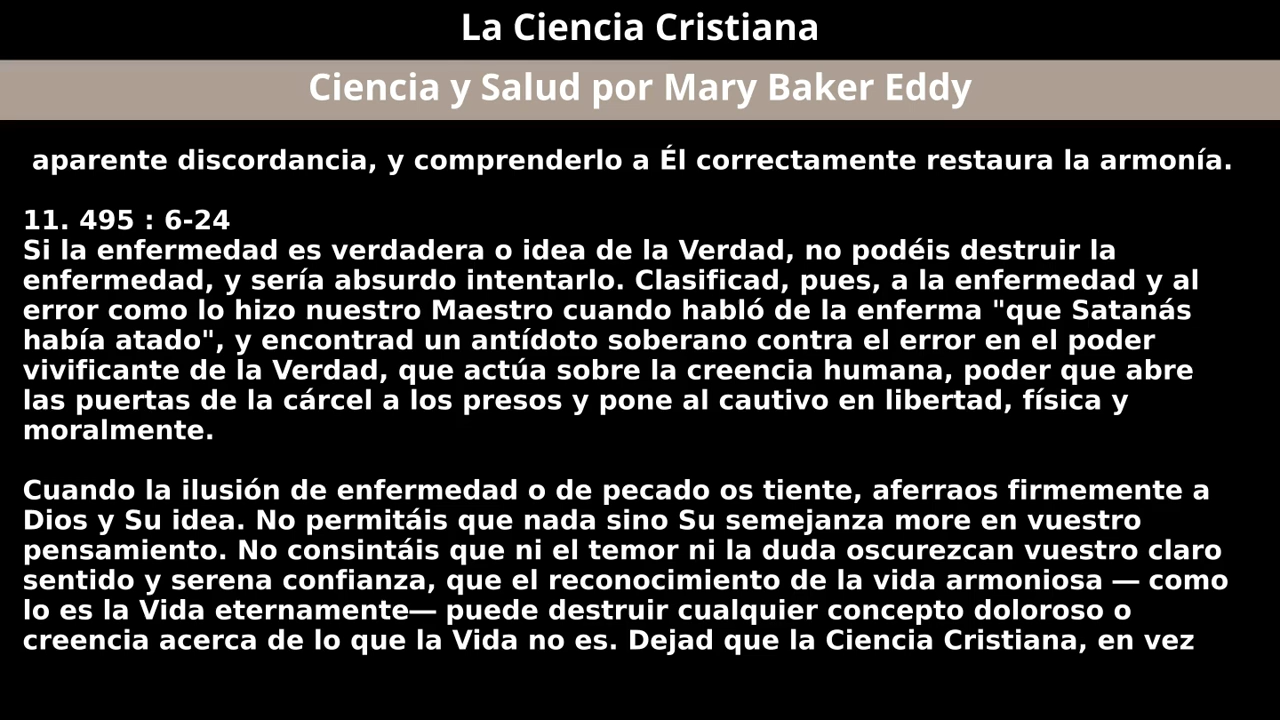 La Ciencia Cristiana
Ciencia y Salud por Mary Baker Eddy
aparente discordancia, y comprenderlo a Él correctamente restaura la armonía.
11. 495 : 6-24
Si la enfermedad es verdadera o idea de la Verdad, no podéis destruir la
enfermedad, y sería absurdo intentarlo. Clasificad, pues, a la enfermedad y al
error como lo hizo nuestro Maestro cuando habló de la enferma "que Satanás
había atado", y encontrad un antídoto soberano contra el error en el poder
vivificante de la Verdad, que actúa sobre la creencia humana, poder que abre
las puertas de la cárcel a los presos y pone al cautivo en libertad, física y
moralmente.
Cuando la ilusión de enfermedad o de pecado os tiente, aferraos firmemente a
Dios y Su idea. No permitáis que nada sino Su semejanza more en vuestro
pensamiento. No consintáis que ni el temor ni la duda oscurezcan vuestro claro
sentido y serena confianza, que el reconocimiento de la vida armoniosa — como
lo es la Vida eternamente— puede destruir cualquier concepto doloroso o
creencia acerca de lo que la Vida no es. Dejad que la Ciencia Cristiana, en vez